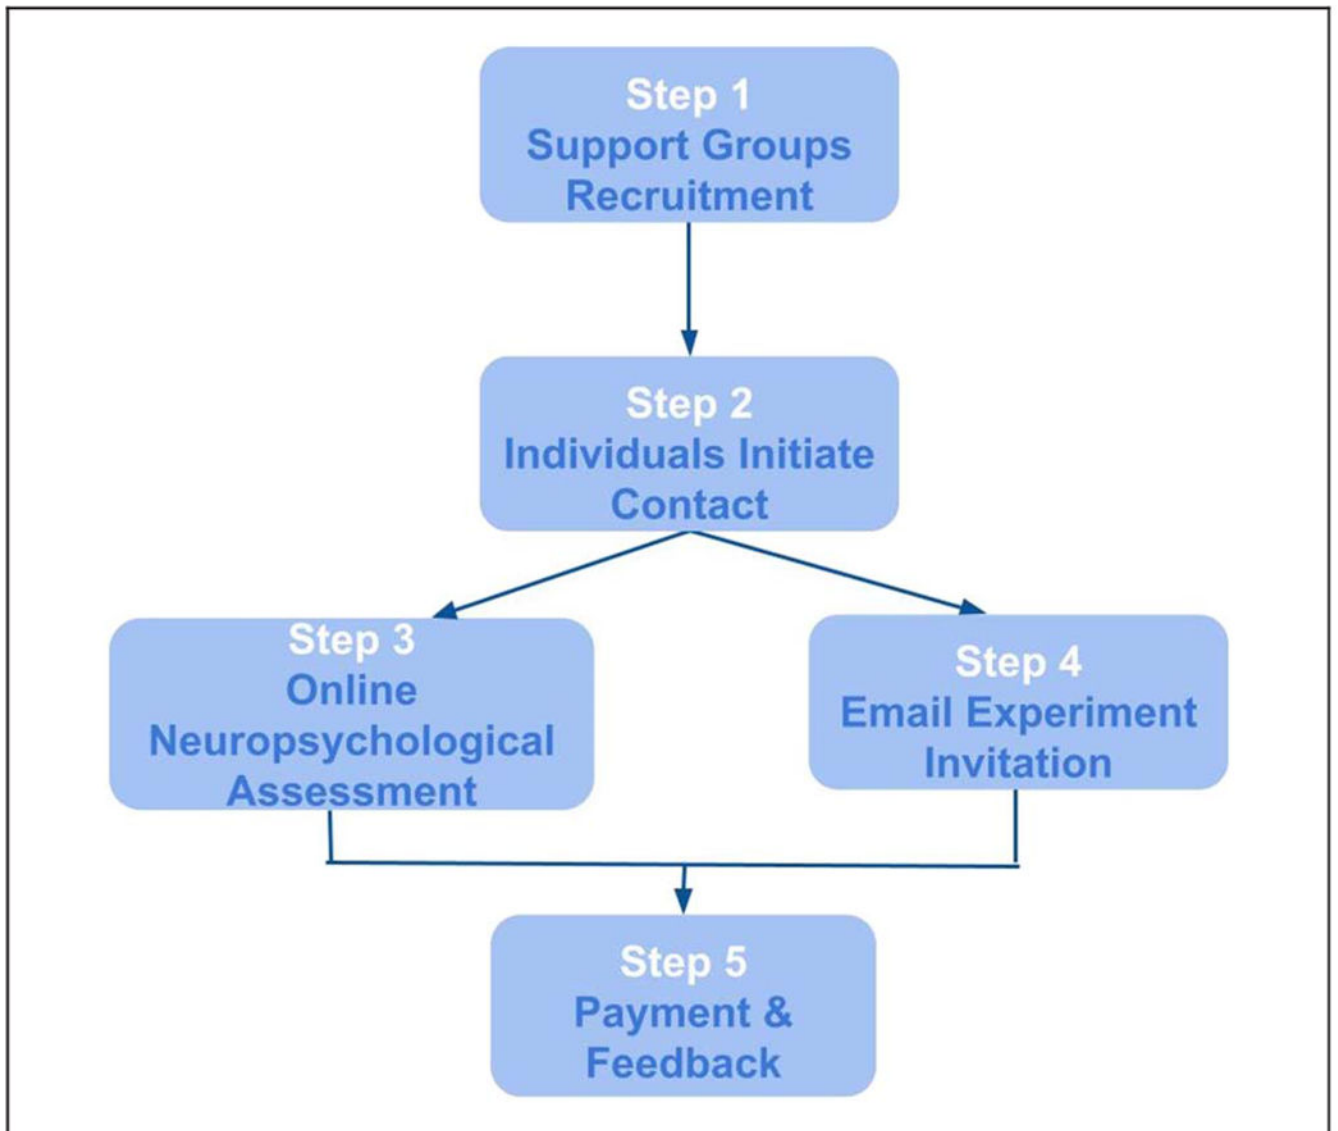 Step 1
Support Groups
Recruitment
Step 2
Individuals Initiate
Contact
Step 3
Online
Neuropsychological
Assessment
Step 4
Email Experiment
Invitation
Step 5
Payment &
Feedback